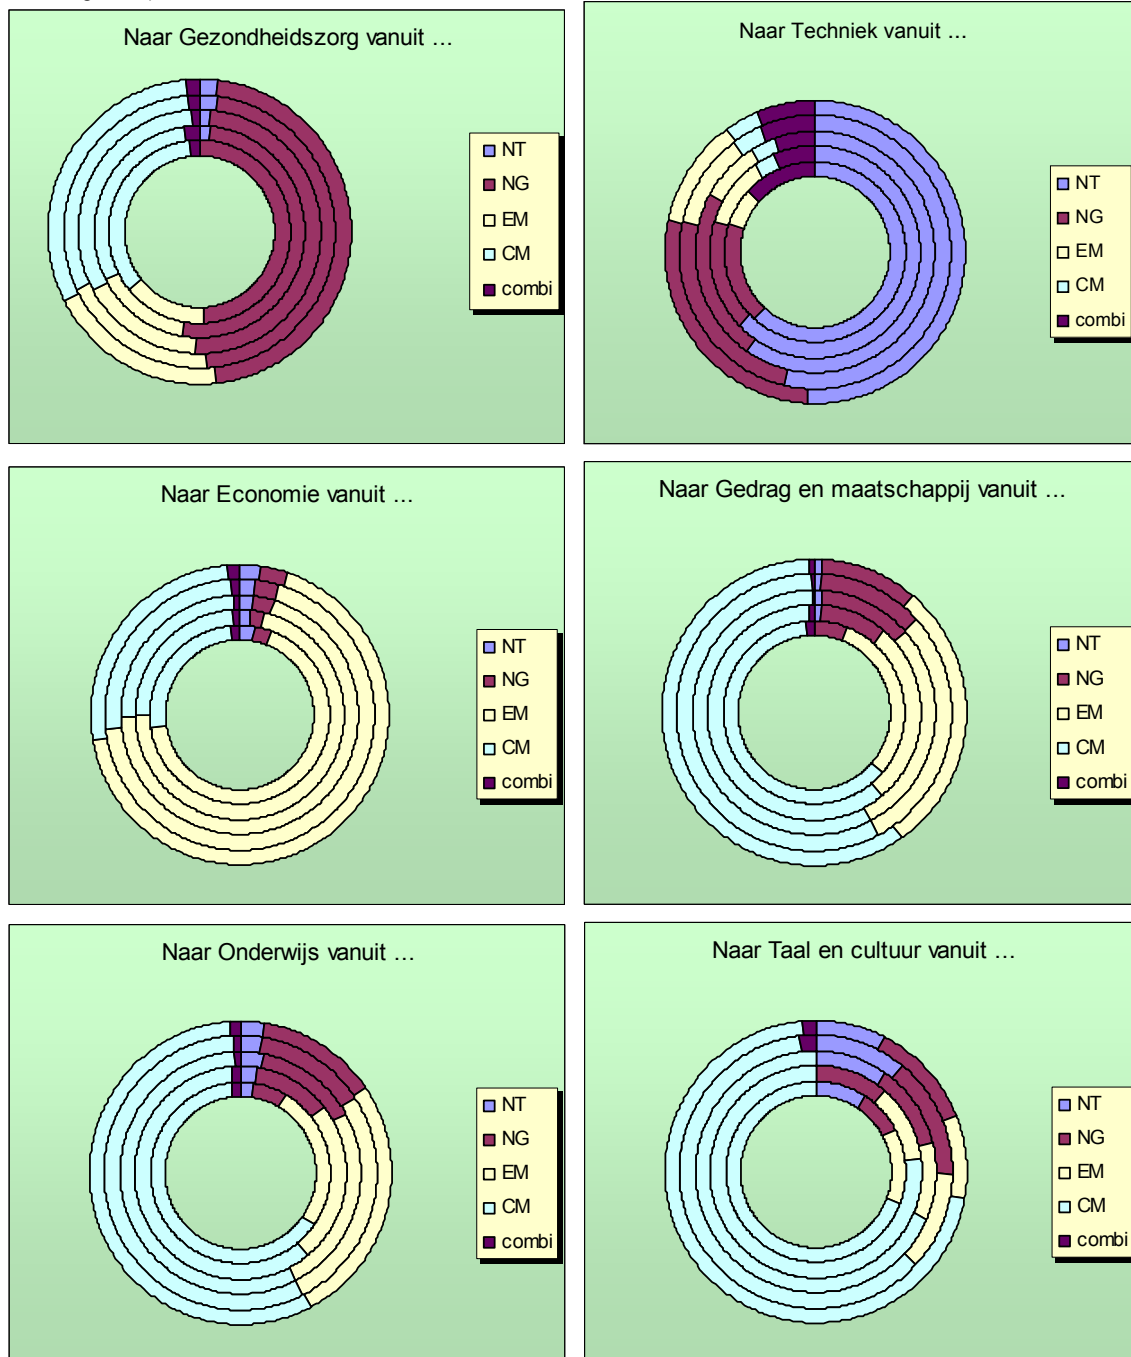 Naar Gezondheidszorg vanuit …
NT
NG
EM
CM
combi
Naar Techniek vanuit …
NT
NG
EM
CM
combi
Naar Economie vanuit …
NT
NG
EM
CM
combi
Naar Gedrag en maatschappij vanuit …
NT
NG
EM
CM
combi
Naar Onderwijs vanuit …
NT
NG
EM
CM
combi
Naar Taal en cultuur vanuit …
NT
NG
EM
CM
combi